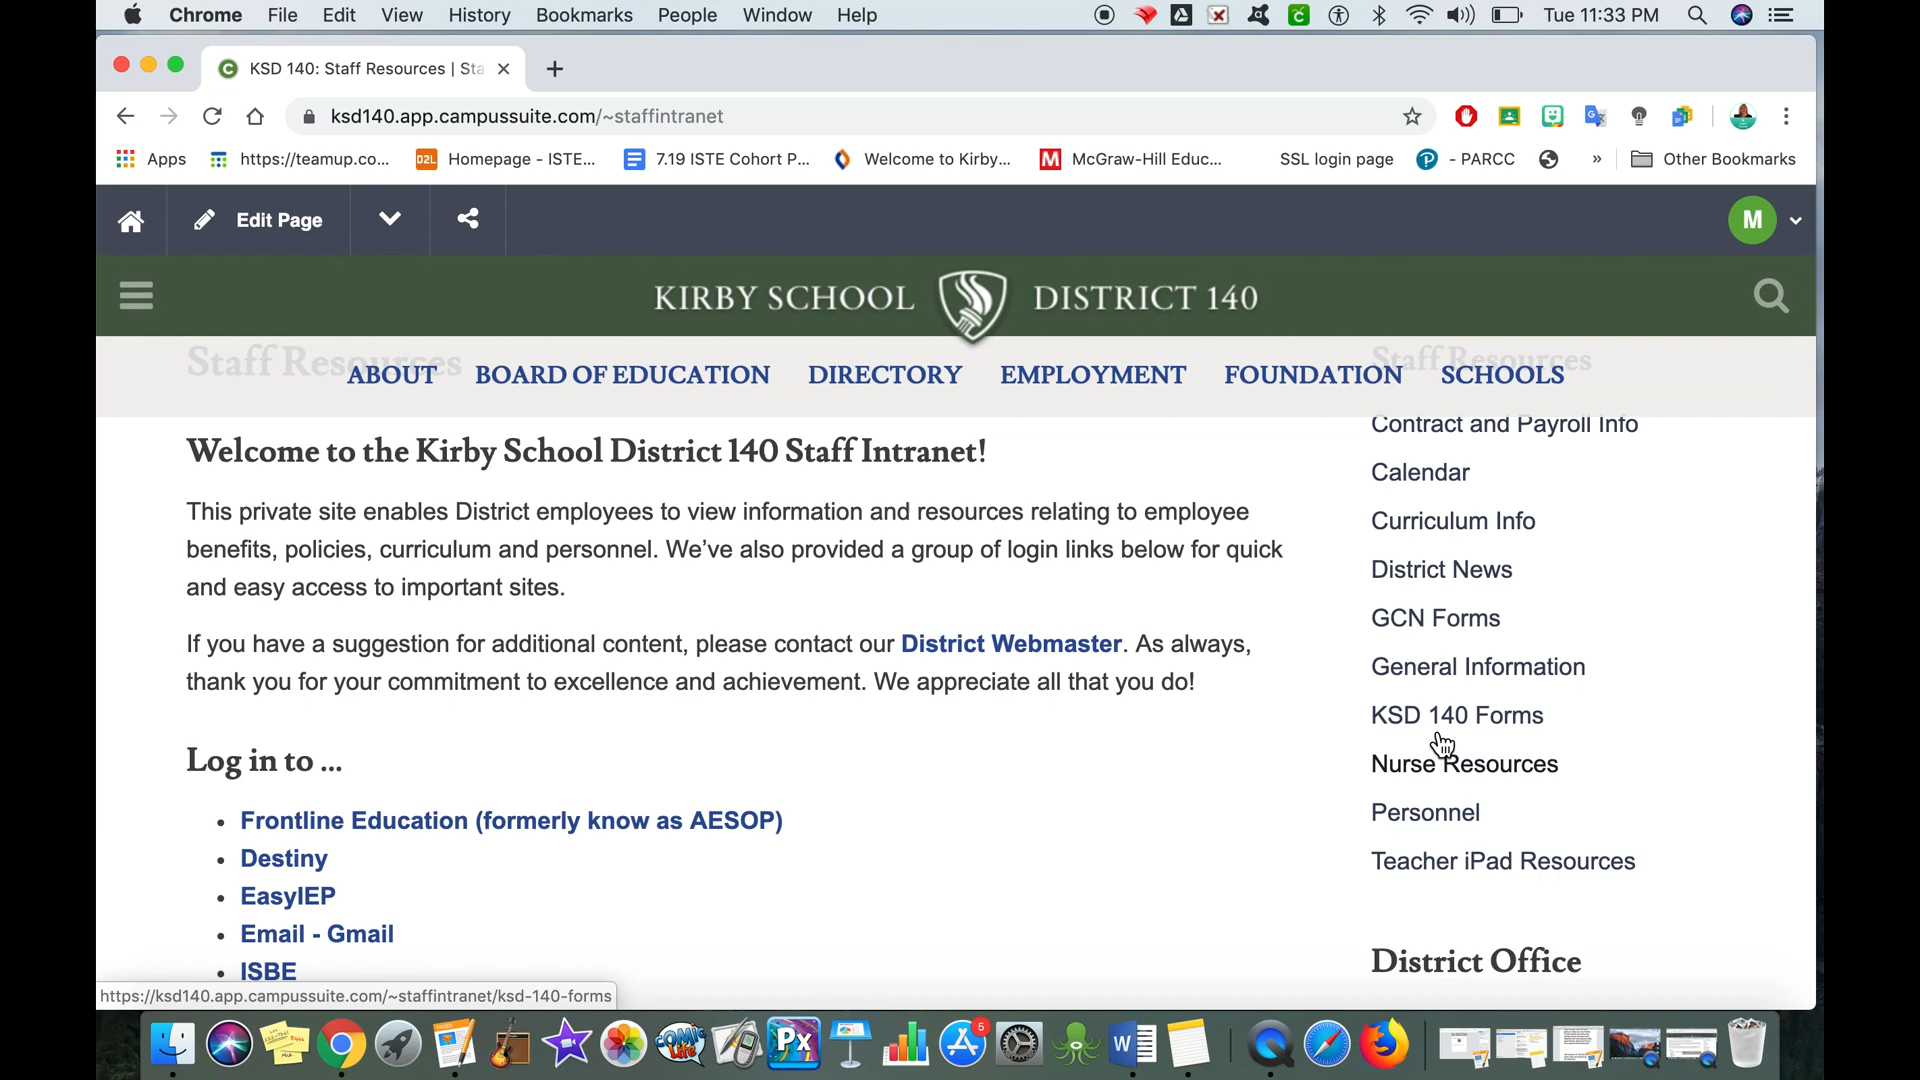 Chrome File Edit View History Bookmarks People Window Help Tue 11:33 PM
KSD 140: Staff Resources | Sta
ksd140.app.campussuite.com/~staffintranet
Apps https://teamup.co... D2L Homepage - ISTE... 7.19 ISTE Cohort P... Welcome to Kirby... M McGraw-Hill Educ... SSL login page - PARCC » Other Bookmarks
Edit Page M
KIRBY SCHOOL DISTRICT 140
Staff Resources Staff Resources
ABOUT BOARD OF EDUCATION DIRECTORY EMPLOYMENT FOUNDATION SCHOOLS
Welcome to the Kirby School District 140 Staff Intranet!
This private site enables District employees to view information and resources relating to employee
benefits, policies, curriculum and personnel. We've also provided a group of login links below for quick
and easy access to important sites.
If you have a suggestion for additional content, please contact our District Webmaster. As always,
thank you for your commitment to excellence and achievement. We appreciate all that you do!
Log in to ...
• Frontline Education (formerly know as AESOP)
• Destiny
• EasyIEP
• Email - Gmail
• ISBE
Contract and Payroll Info
Calendar
Curriculum Info
District News
GCN Forms
General Information
KSD 140 Forms
Nurse Resources
Personnel
Teacher iPad Resources
District Office
https://ksd140.app.campussuite.com/~staffintranet/ksd-140-forms
Px 5 W